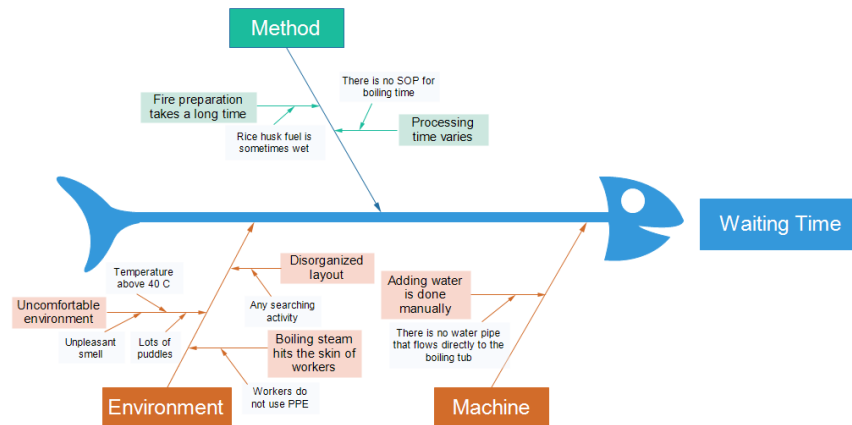 Method
There is no SOP for
boiling time
Fire preparation
takes a long time
Rice husk fuel is
sometimes wet
Processing
time varies
Waiting Time
Temperature
above 40 C
Disorganized
layout
Uncomfortable
environment
Any searching
activity
Unpleasant
smell
Lots of
puddles
Boiling steam
hits the skin of
workers
Workers do
not use PPE
Environment
Adding water
is done
manually
There is no water pipe
that flows directly to the
boiling tub
Machine